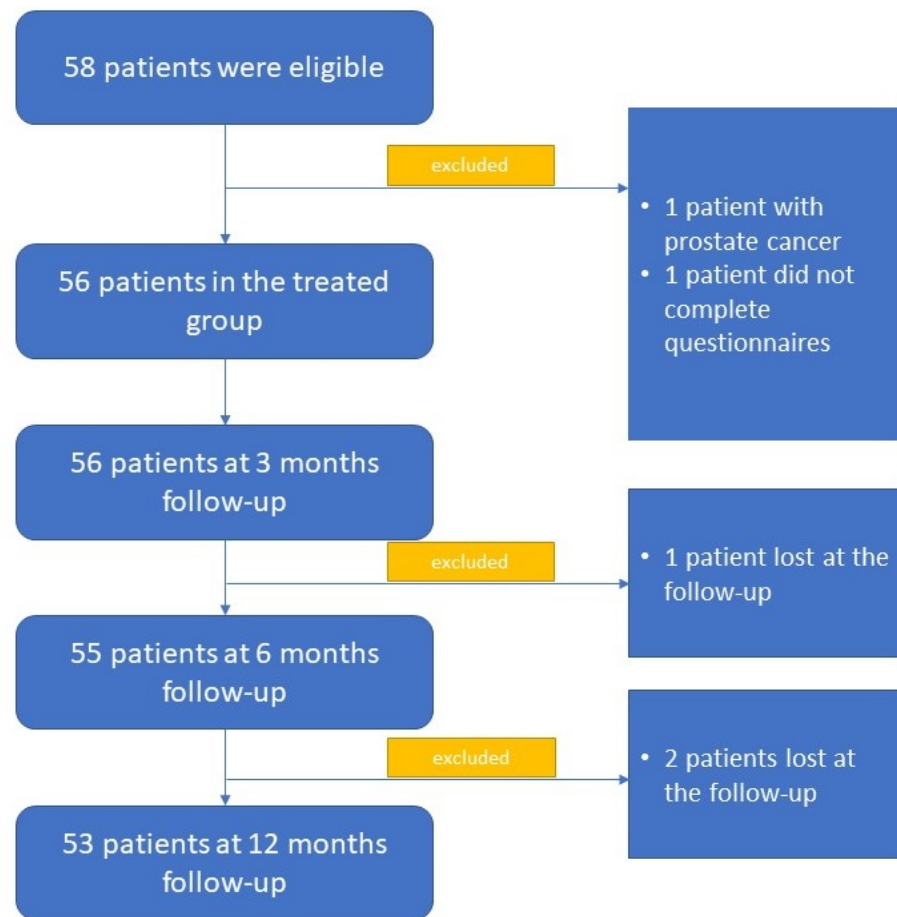 58 patients were eligible
excluded
• 1 patient with
prostate cancer
• 1 patient did not
complete
questionnaires
56 patients in the treated
group
56 patients at 3 months
follow-up
excluded
• 1 patient lost at the
follow-up
55 patients at 6 months
follow-up
excluded
• 2 patients lost at
the follow-up
53 patients at 12 months
follow-up